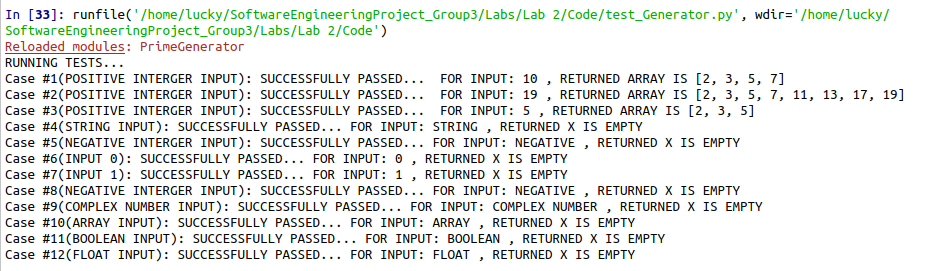 In [33]: runfile('/home/lucky/SoftwareEngineeringProject_Group3/Labs/Lab 2/Code/test_Generator.py', wdir='/home/lucky/
SoftwareEngineeringProject_Group3/Labs/Lab 2/Code')
Reloaded modules: PrimeGenerator
RUNNING TESTS...
Case #1(POSITIVE INTERGER INPUT): SUCCESSFULLY PASSED...  FOR INPUT: 10 , RETURNED ARRAY IS [2, 3, 5, 7]
Case #2(POSITIVE INTERGER INPUT): SUCCESSFULLY PASSED...  FOR INPUT: 19 , RETURNED ARRAY IS [2, 3, 5, 7, 11, 13, 17, 19]
Case #3(POSITIVE INTERGER INPUT): SUCCESSFULLY PASSED...  FOR INPUT: 5 , RETURNED ARRAY IS [2, 3, 5]
Case #4(STRING INPUT): SUCCESSFULLY PASSED... FOR INPUT: STRING , RETURNED X IS EMPTY
Case #5(NEGATIVE INTERGER INPUT): SUCCESSFULLY PASSED... FOR INPUT: NEGATIVE , RETURNED X IS EMPTY
Case #6(INPUT 0): SUCCESSFULLY PASSED... FOR INPUT: 0 , RETURNED X IS EMPTY
Case #7(INPUT 1): SUCCESSFULLY PASSED... FOR INPUT: 1 , RETURNED X IS EMPTY
Case #8(NEGATIVE INTERGER INPUT): SUCCESSFULLY PASSED... FOR INPUT: NEGATIVE , RETURNED X IS EMPTY
Case #9(COMPLEX NUMBER INPUT): SUCCESSFULLY PASSED... FOR INPUT: COMPLEX NUMBER , RETURNED X IS EMPTY
Case #10(ARRAY INPUT): SUCCESSFULLY PASSED... FOR INPUT: ARRAY , RETURNED X IS EMPTY
Case #11(BOOLEAN INPUT): SUCCESSFULLY PASSED... FOR INPUT: BOOLEAN , RETURNED X IS EMPTY
Case #12(FLOAT INPUT): SUCCESSFULLY PASSED... FOR INPUT: FLOAT , RETURNED X IS EMPTY